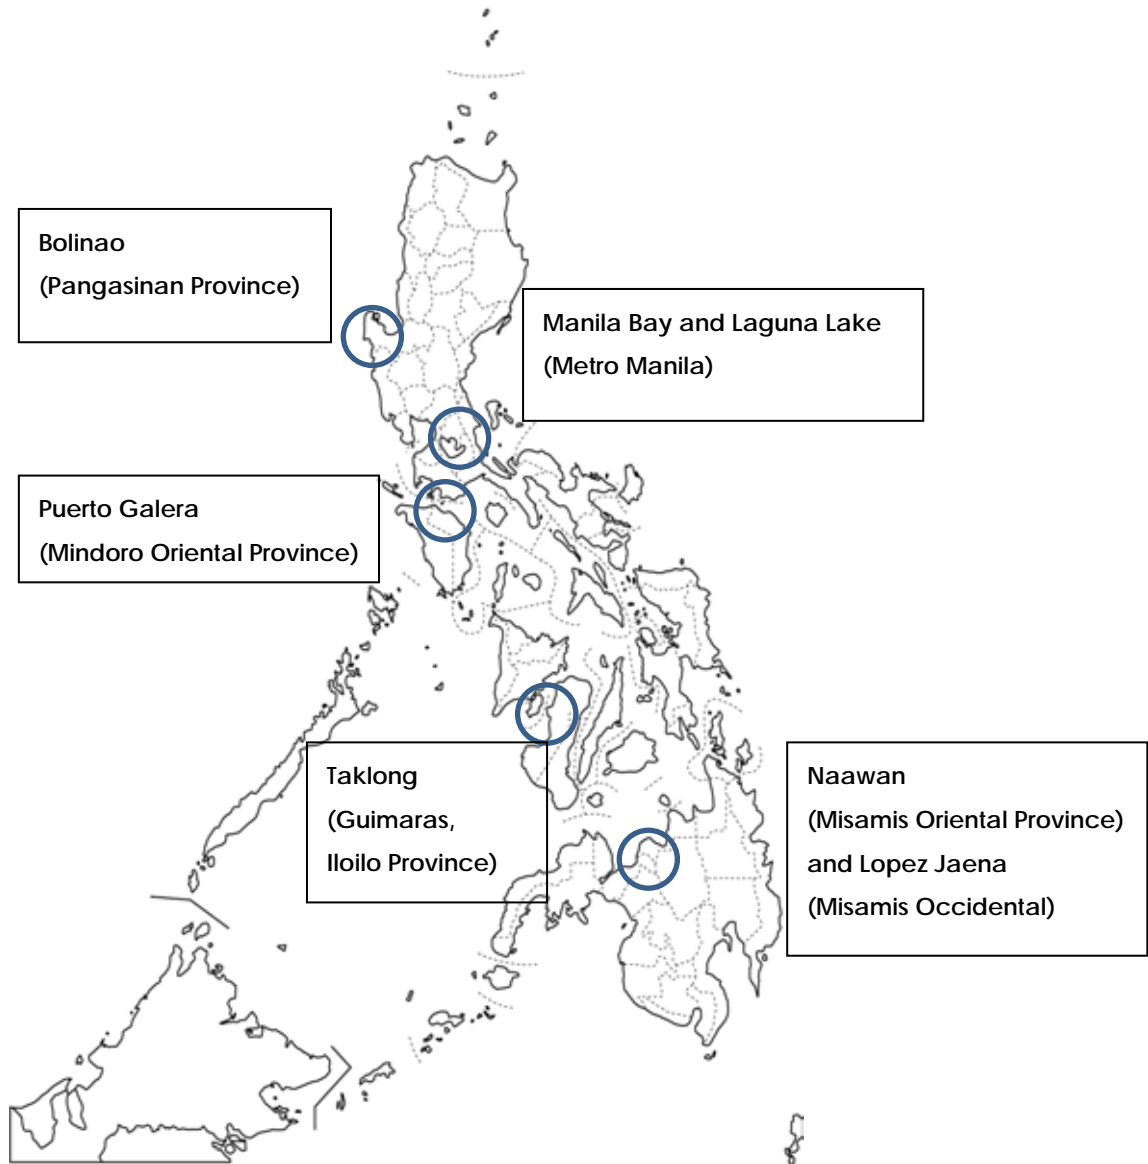 Bolinao
(Pangasinan Province)
Manila Bay and Laguna Lake
(Metro Manila)
Puerto Galera
(Mindoro Oriental Province)
Taklong
(Guimaras,
Iloilo Province)
Naawan
(Misamis Oriental Province)
and Lopez Jaena
(Misamis Occidental)